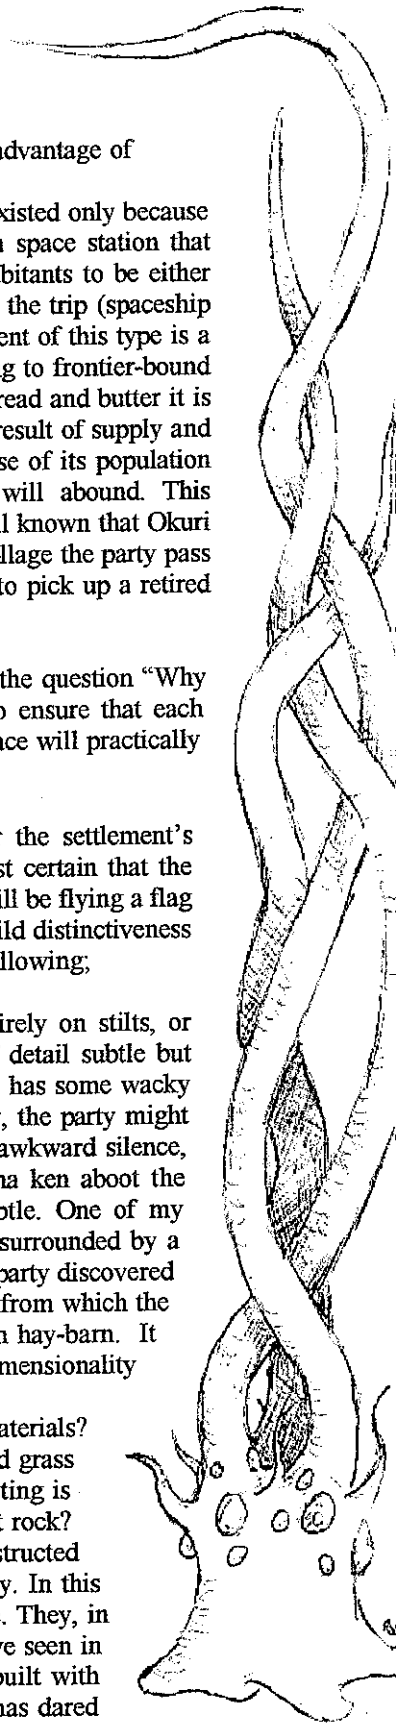 advantage of
xisted only because
space station that
bitants to be either
the trip (spaceship
ent of this type is a
g to frontier-bound
read and butter it is
result of supply and
se of its population
will abound. This
l known that Okuri
illage the party pass
to pick up a retired
the question “Why
o ensure that each
nce will practically
the settlement's
st certain that the
ill be flying a flag
ild distinctiveness
llowing;
irely on stilts, or
detail subtle but
has some wacky
, the party might
awkward silence,
na ken aboot the
otle. One of my
surrounded by a
party discovered
from which the
n hay-barn. It
mensionality
aterials?
d grass
ting is
t rock?
structed
y. In this
. They, in
ve seen in
built with
has dared